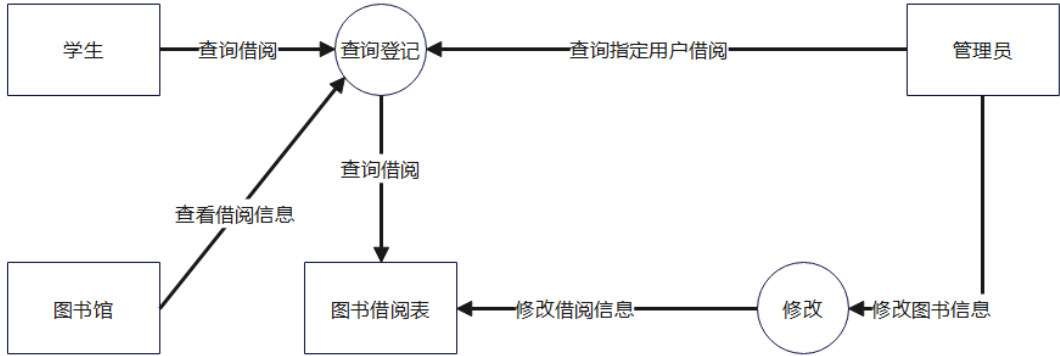 学生
查询借阅
查询登记
查询指定用户借阅
管理员
查询借阅
查看借阅信息
图书馆
图书借阅表
修改借阅信息
修改
修改图书信息